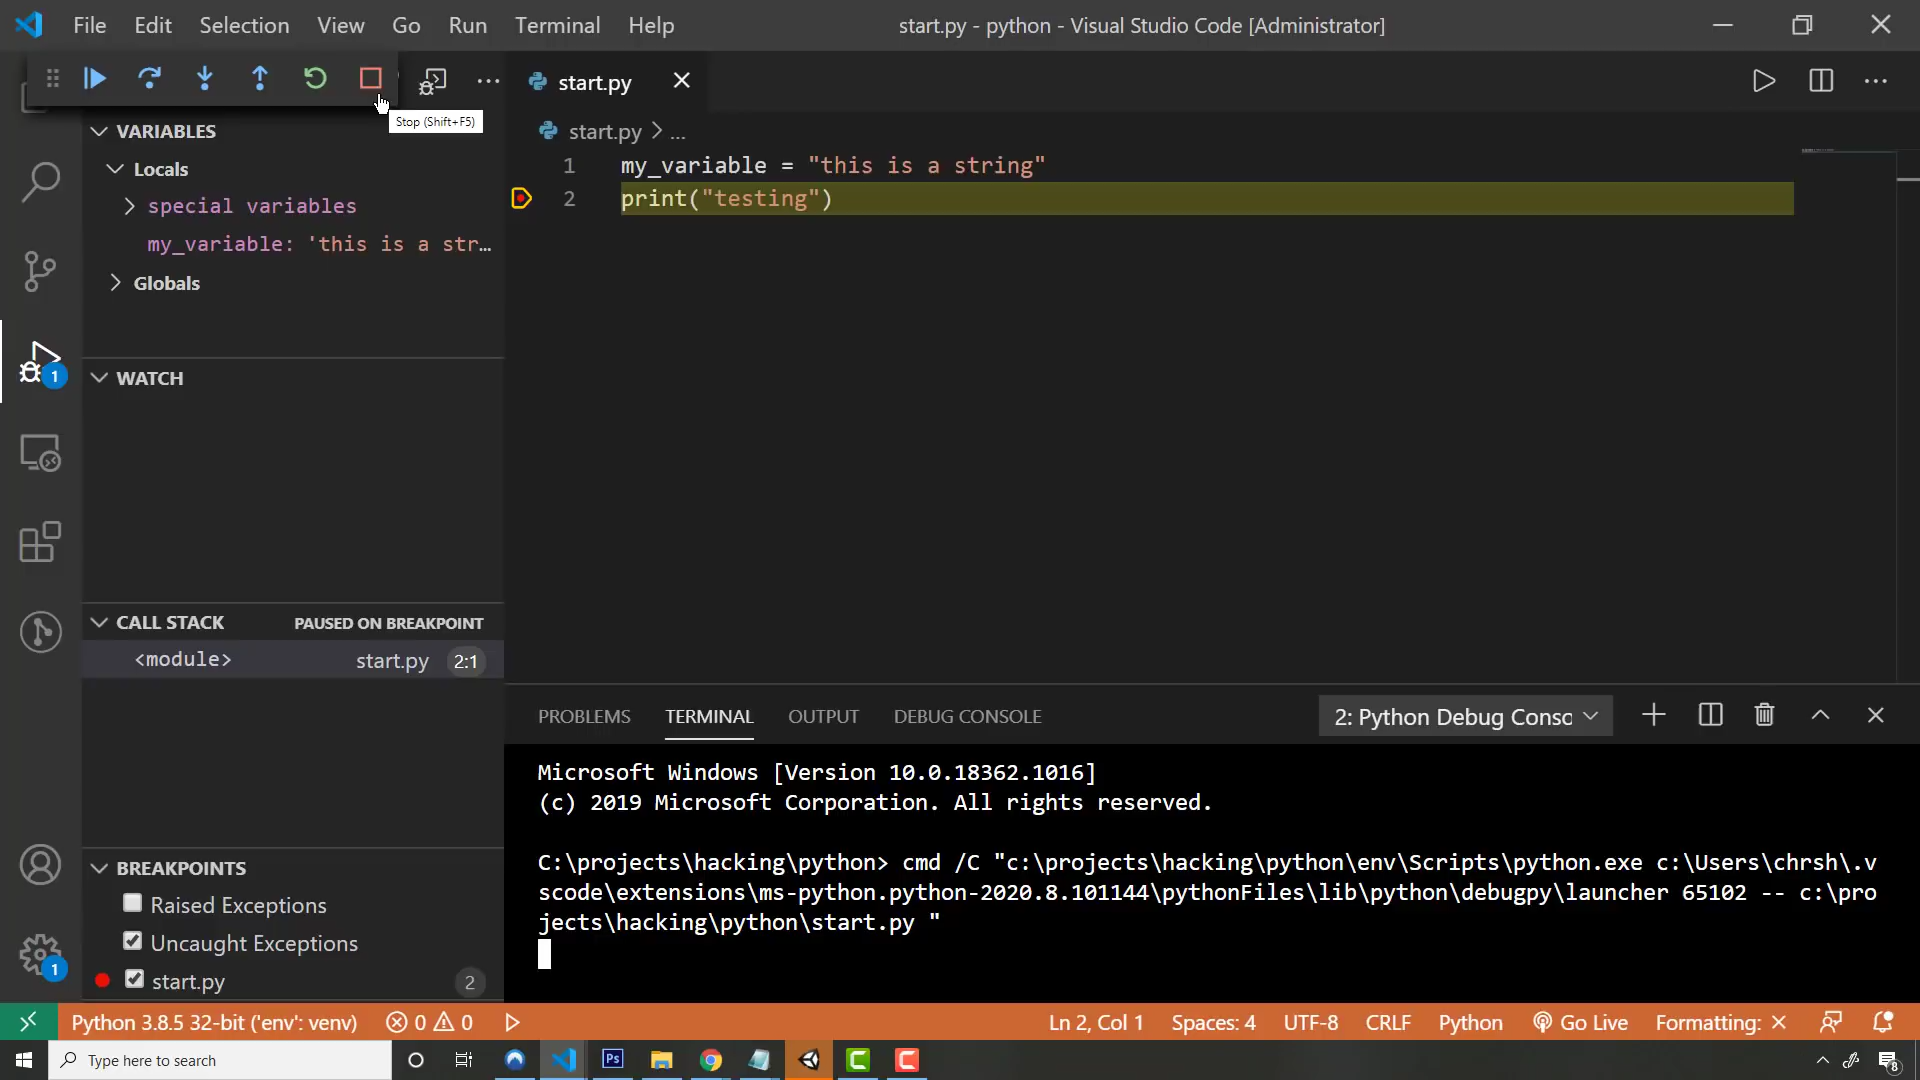 File Edit Selection View Go Run Terminal Help start.py - python - Visual Studio Code [Administrator]
start.py
Stop (Shift+F5)
VARIABLES
Locals
special variables
my_variable: 'this is a str...
Globals
WATCH
CALL STACK PAUSED ON BREAKPOINT
<module> start.py 2:1
BREAKPOINTS
Raised Exceptions
Uncaught Exceptions
start.py 2
1
1
start.py > ...
1 my_variable = "this is a string"
2 print("testing")
PROBLEMS TERMINAL OUTPUT DEBUG CONSOLE 2: Python Debug Consc
Microsoft Windows [Version 10.0.18362.1016]
(c) 2019 Microsoft Corporation. All rights reserved.
C:\projects\hacking\python> cmd /C "c:\projects\hacking\python\env\Scripts\python.exe c:\Users\chrsh\.v
scode\extensions\ms-python.python-2020.8.101144\pythonFiles\lib\python\debugpy\launcher 65102 -- c:\pro
jects\hacking\python\start.py "
Python 3.8.5 32-bit ('env': venv) 0 0 Ln 2, Col 1 Spaces: 4 UTF-8 CRLF Python Go Live Formatting: ×
Type here to search Ps 8